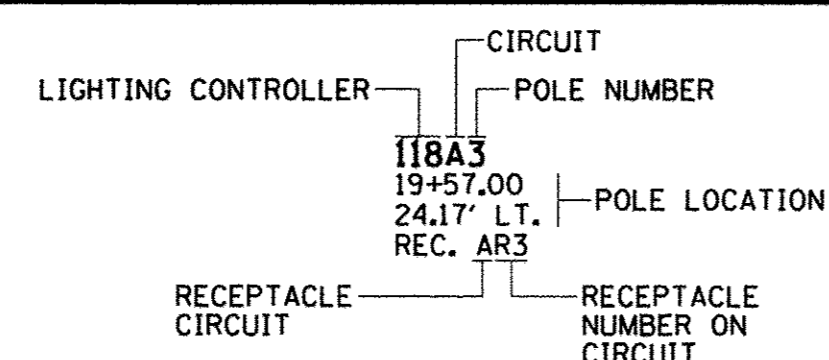 CIRCUIT
LIGHTING CONTROLLER
POLE NUMBER
118A3
19+57.00
24.17' LT.
POLE LOCATION
REC. AR3
RECEPTACLE
CIRCUIT
RECEPTACLE
NUMBER ON
CIRCUIT